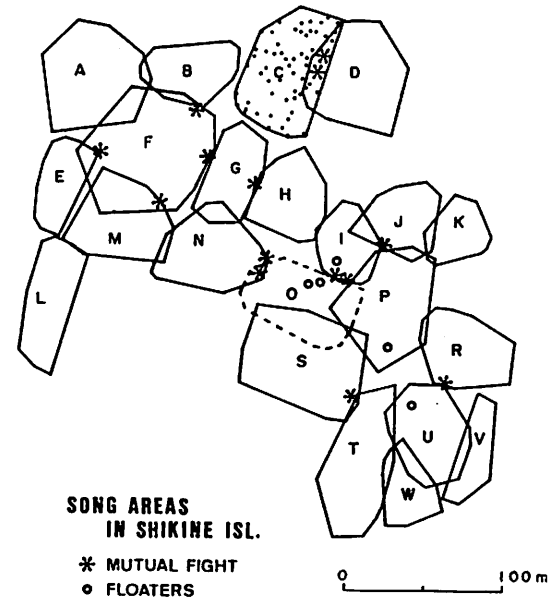 A
B
C
D
E
F
G
H
I
J
K
L
M
N
O
P
R
S
T
U
V
W
SONG AREAS
IN SHIKINE ISL.
* MUTUAL FIGHT
o FLOATERS
0 100 m